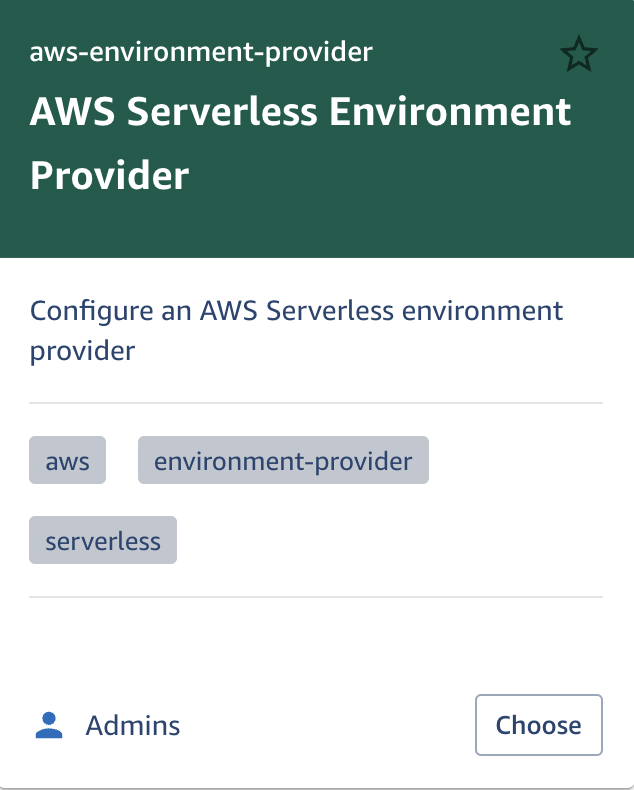 aws-environment-provider
AWS Serverless Environment
Provider
Configure an AWS Serverless environment
provider
aws environment-provider
serverless
Admins Choose